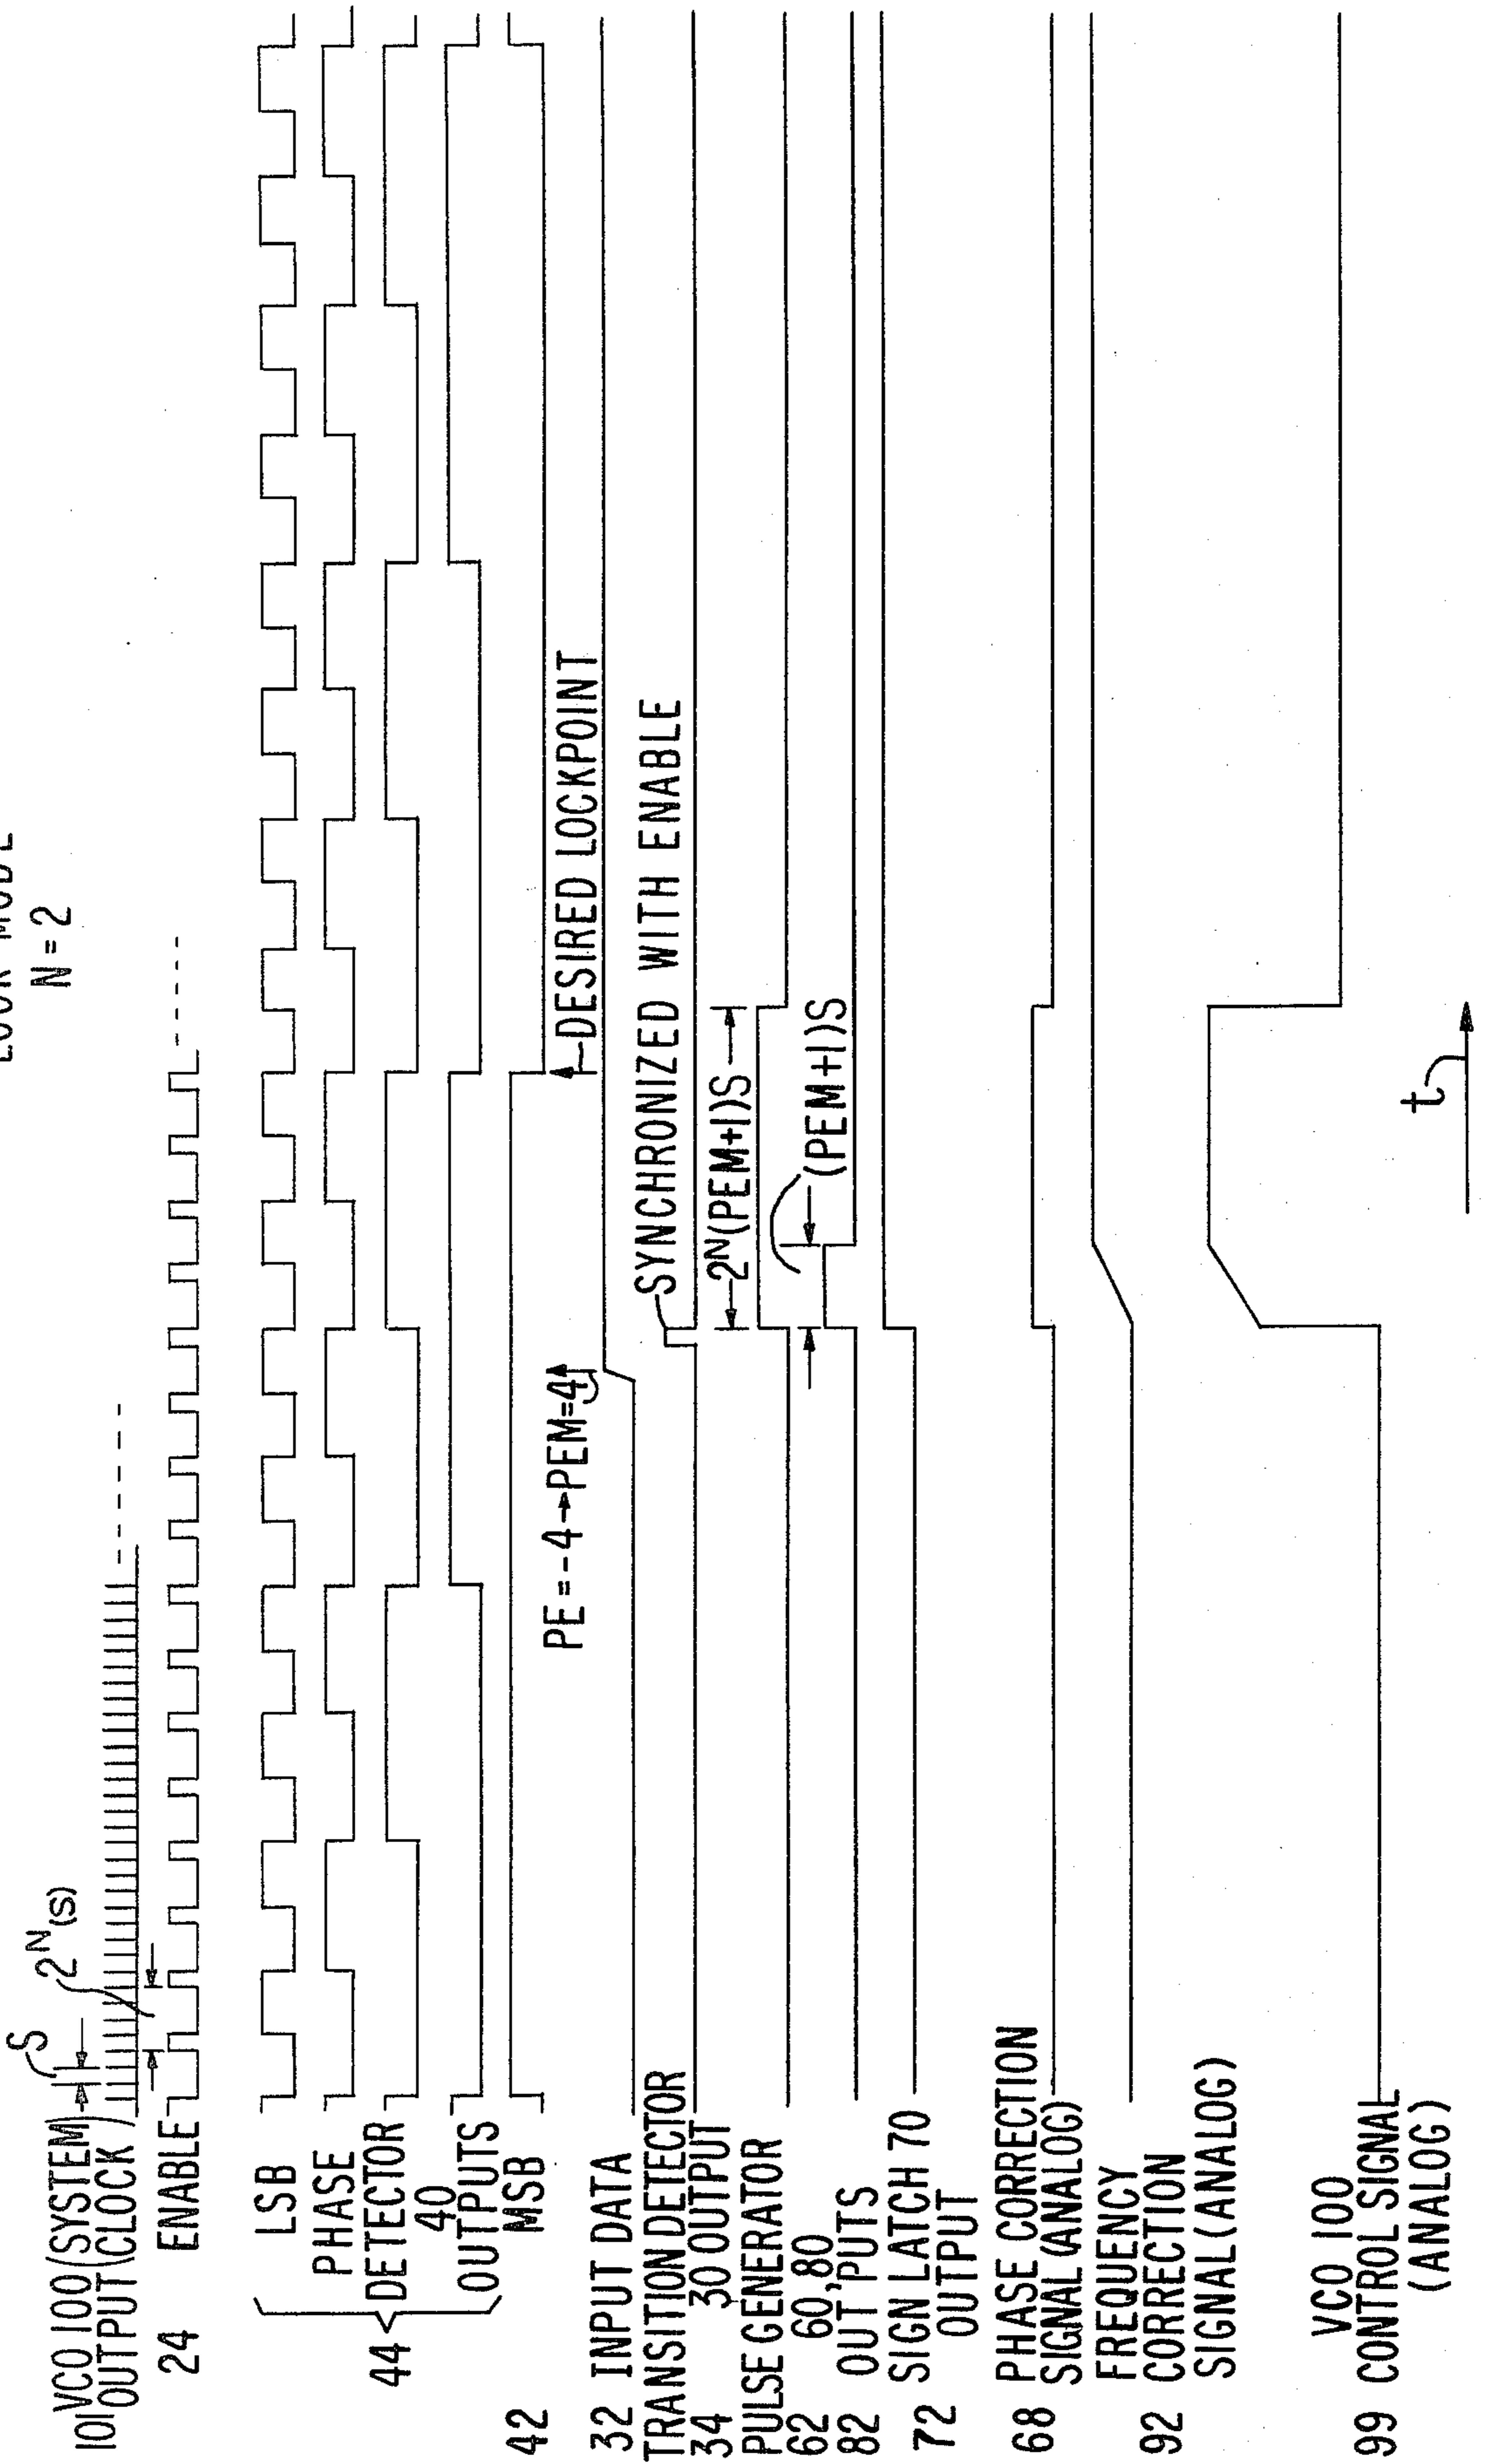 LOCK MODE
N = 2
S
2N(S)
101 VCO 100 (SYSTEM
OUTPUT (CLOCK )
24 ENABLE
LSB
PHASE
44 DETECTOR
40
OUTPUTS
42 MSB
DESIRED LOCKPOINT
PE = -4 → PEM = 4
32 INPUT DATA
SYNCHRONIZED WITH ENABLE
TRANSITION DETECTOR
34 30 OUTPUT
2N(PEM+1)S
PULSE GENERATOR
62 60,80
82 OUT PUTS
(PEM+1)S
SIGN LATCH 70
72 OUTPUT
68 PHASE CORRECTION
SIGNAL (ANALOG)
FREQUENCY
92 CORRECTION
SIGNAL (ANALOG)
VCO 100
99 CONTROL SIGNAL
(ANALOG)
t